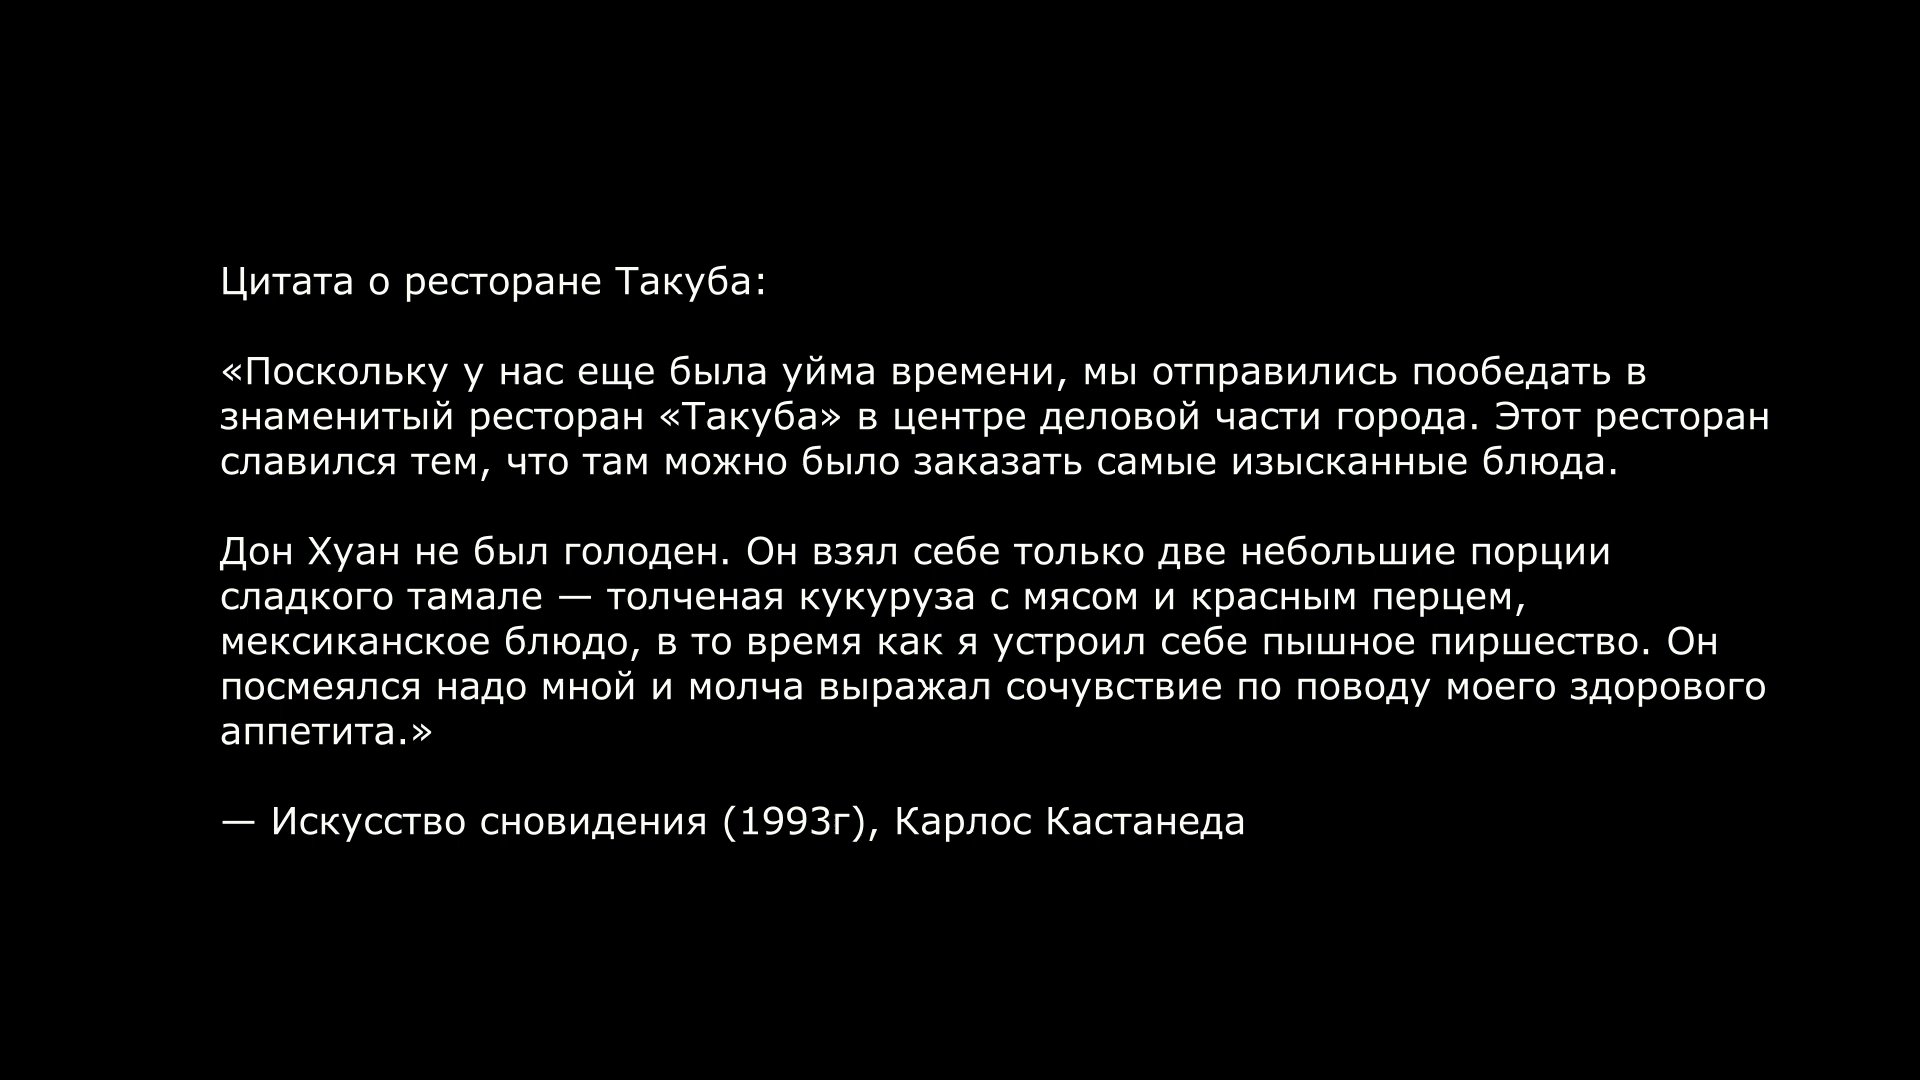 Цитата о ресторане Такуба:
«Поскольку у нас еще была уйма времени, мы отправились пообедать в
знаменитый ресторан «Такуба» в центре деловой части города. Этот ресторан
славился тем, что там можно было заказать самые изысканные блюда.
Дон Хуан не был голоден. Он взял себе только две небольшие порции
сладкого тамале — толченая кукуруза с мясом и красным перцем,
мексиканское блюдо, в то время как я устроил себе пышное пиршество. Он
посмеялся надо мной и молча выражал сочувствие по поводу моего здорового
аппетита.»
— Искусство сновидения (1993г), Карлос Кастанеда